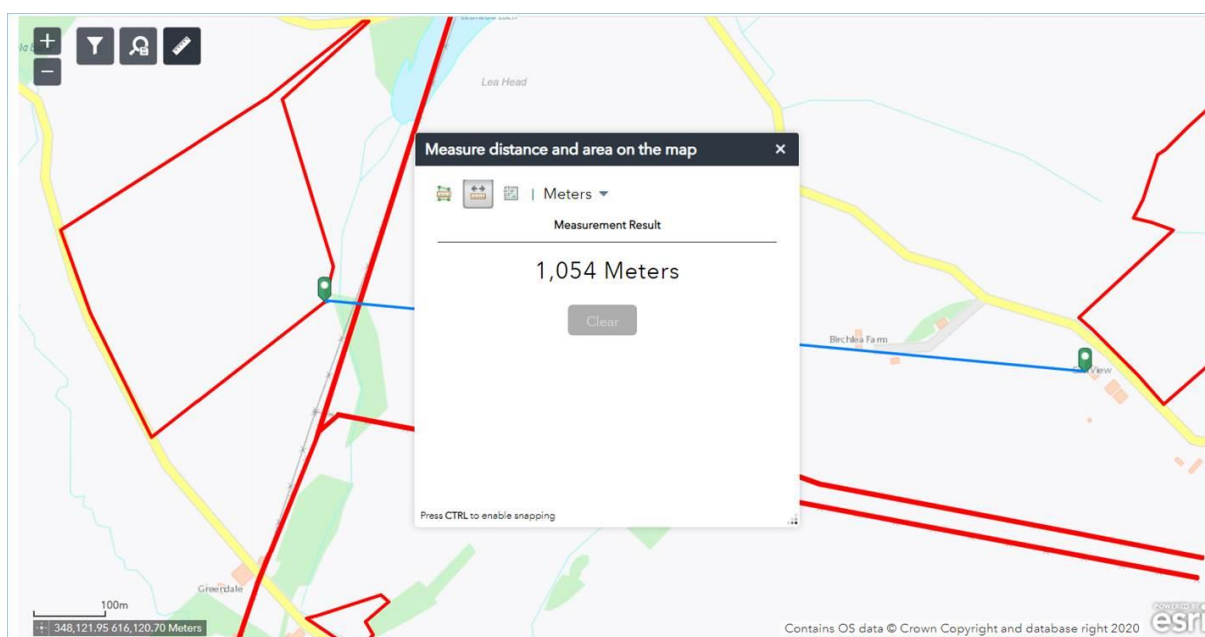 Lea Head
Measure distance and area on the map
Meters
Measurement Result
1,054 Meters
Clear
Birchlea Farm
Press CTRL to enable snapping
Greendale
100m
348,121.95 616,120.70 Meters
Contains OS data © Crown Copyright and database right 2020
POWERED BY
esri